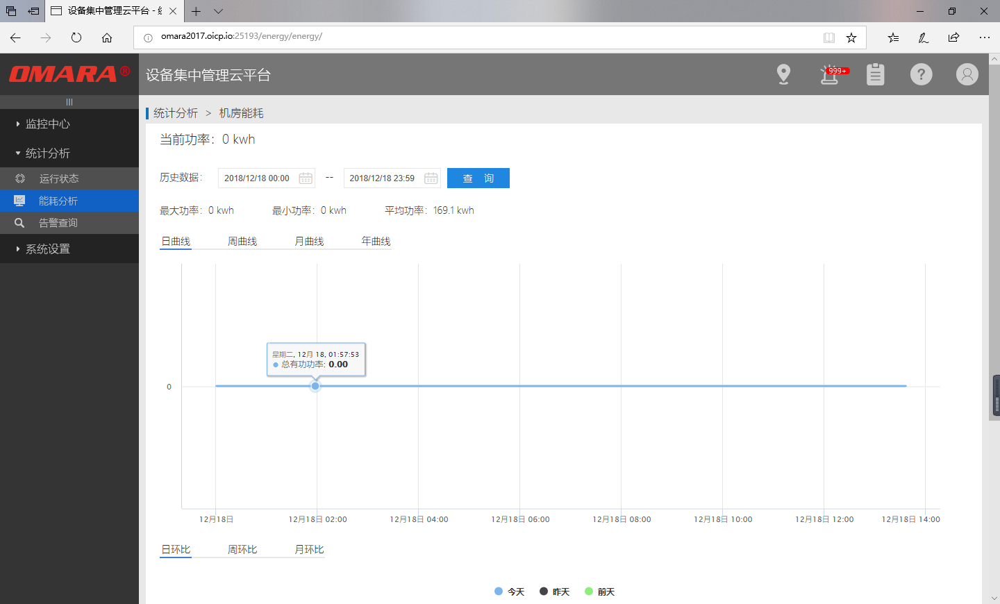 设备集中管理云平台 - 纟
omara2017.oicp.io:25193/energy/energy/
OMARA®
设备集中管理云平台
999+
监控中心
统计分析
运行状态
能耗分析
告警查询
系统设置
统计分析 > 机房能耗
当前功率：0 kwh
历史数据： 2018/12/18 00:00 -- 2018/12/18 23:59 查 询
最大功率：0 kwh 最小功率：0 kwh 平均功率：169.1 kwh
日曲线 周曲线 月曲线 年曲线
星期二, 12月 18, 01:57:53
总有功功率: 0.00
0
12月18日 12月18日 02:00 12月18日 04:00 12月18日 06:00 12月18日 08:00 12月18日 10:00 12月18日 12:00 12月18日 14:00
日环比 周环比 月环比
今天 昨天 前天